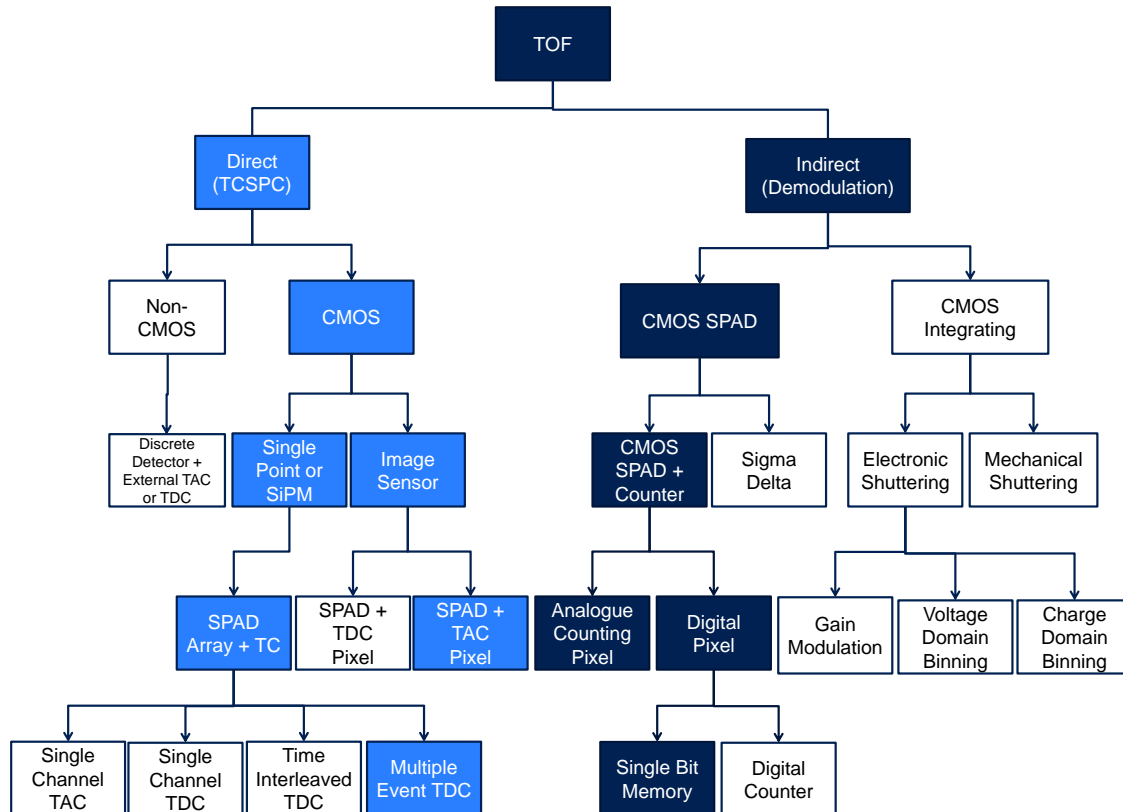 TOF
Direct
(TCSPC)
Indirect
(Demodulation)
Non-
CMOS
CMOS
CMOS SPAD
CMOS
Integrating
Discrete
Detector +
External TAC
or TDC
Single
Point or
SiPM
Image
Sensor
CMOS
SPAD +
Counter
Sigma
Delta
Electronic
Shuttering
Mechanical
Shuttering
SPAD
Array + TC
SPAD +
TDC
Pixel
SPAD +
TAC
Pixel
Analogue
Counting
Pixel
Digital
Pixel
Gain
Modulation
Voltage
Domain
Binning
Charge
Domain
Binning
Single
Channel
TAC
Single
Channel
TDC
Time
Interleaved
TDC
Multiple
Event TDC
Single Bit
Memory
Digital
Counter